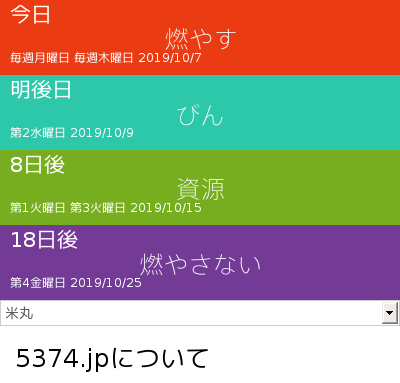 今日
燃やす
毎週月曜日 毎週木曜日 2019/10/7
明後日
びん
第2水曜日 2019/10/9
8日後
資源
第1火曜日 第3火曜日 2019/10/15
18日後
燃やさない
第4金曜日 2019/10/25
米丸
5374.jpについて